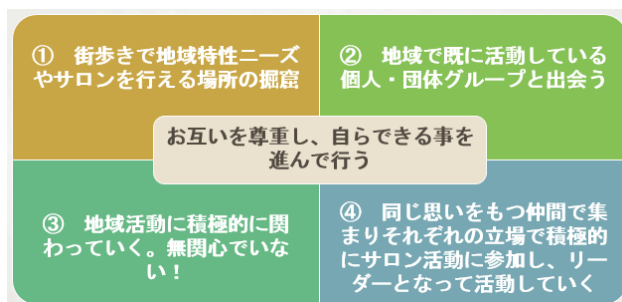 ① 街歩きで地域特性ニーズ
やサロンを行える場所の掘窟
② 地域で既に活動している
個人・団体グループと出会う
お互いを尊重し、自らできる事を
進んで行う
③ 地域活動に積極的に関
わっていく。無関心でいな
い！
④ 同じ思いをもつ仲間で集
まりそれぞれの立場で積極的
にサロン活動に参加し、リー
ダーとなって活動していく